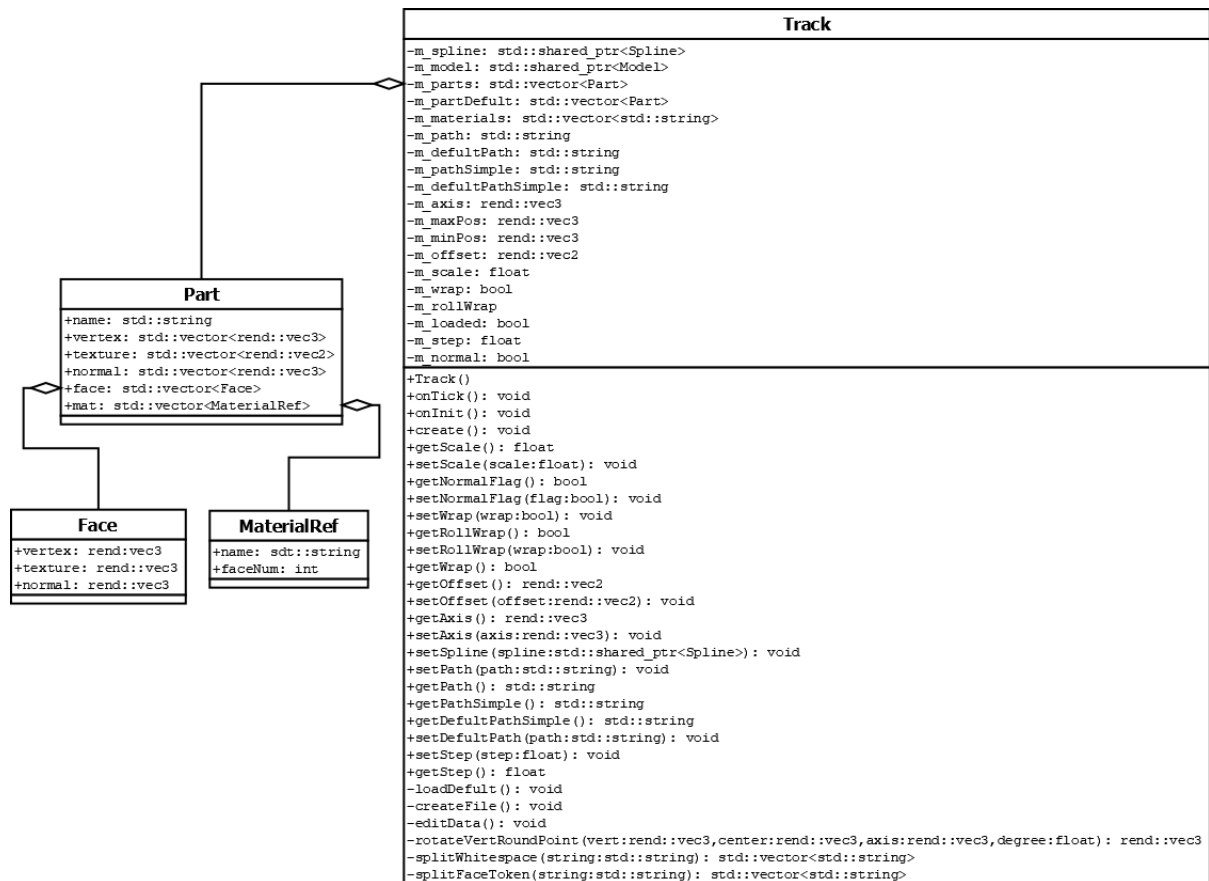 Track
-m_spline: std::shared_ptr<Spline>
-m_model: std::shared_ptr<Model>
-m_parts: std::vector<Part>
-m_partDefult: std::vector<Part>
-m_materials: std::vector<std::string>
-m_path: std::string
-m_defultPath: std::string
-m_pathSimple: std::string
-m_defultPathSimple: std::string
-m_axis: rend::vec3
-m_maxPos: rend::vec3
-m_minPos: rend::vec3
-m_offset: rend::vec2
-m_scale: float
-m_wrap: bool
-m_rollWrap
-m_loaded: bool
-m_step: float
-m_normal: bool
+Track()
+onTick(): void
+onInit(): void
+create(): void
+getScale(): float
+setScale(scale:float): void
+getNormalFlag(): bool
+setNormalFlag(flag:bool): void
+setWrap(wrap:bool): void
+getRollWrap(): bool
+setRollWrap(wrap:bool): void
+getWrap(): bool
+getOffset(): rend::vec2
+setOffset(offset:rend::vec2): void
+getAxis(): rend::vec3
+setAxis(axis:rend::vec3): void
+setSpline(spline:std::shared_ptr<Spline>): void
+setPath(path:std::string): void
+getPath(): std::string
+getPathSimple(): std::string
+getDefultPathSimple(): std::string
+setDefultPath(path:std::string): void
+setStep(step:float): void
+getStep(): float
-loadDefult(): void
-createFile(): void
-editData(): void
-rotateVertRoundPoint(vert:rend::vec3,center:rend::vec3,axis:rend::vec3,degree:float): rend::vec3
-splitWhitespace(string:std::string): std::vector<std::string>
-splitFaceToken(string:std::string): std::vector<std::string>
Part
+name: std::string
+vertex: std::vector<rend::vec3>
+texture: std::vector<rend::vec2>
+normal: std::vector<rend::vec3>
+face: std::vector<Face>
+mat: std::vector<MaterialRef>
Face
+vertex: rend:vec3
+texture: rend::vec3
+normal: rend::vec3
MaterialRef
+name: sdt::string
+faceNum: int